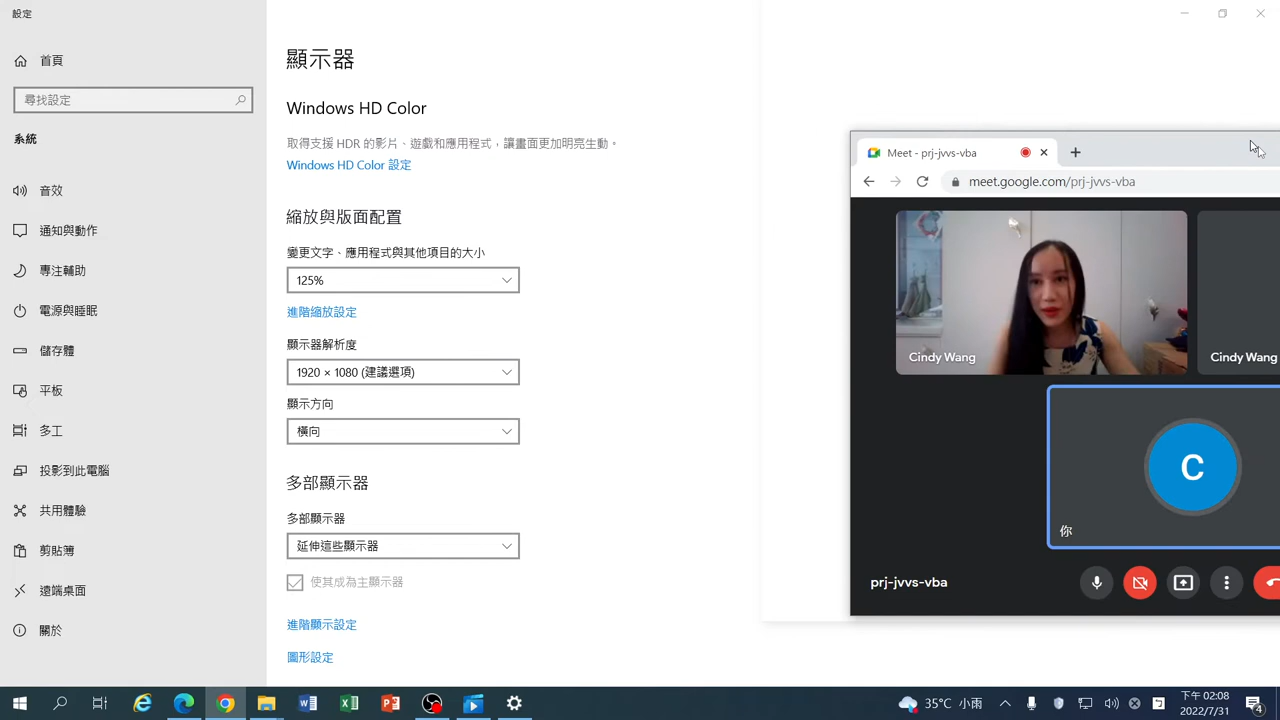 設定
首頁
尋找設定
系統
音效
通知與動作
專注輔助
電源與睡眠
儲存體
平板
多工
投影到此電腦
共用體驗
剪貼簿
遠端桌面
關於
顯示器
Windows HD Color
取得支援 HDR 的影片、遊戲和應用程式，讓畫面更加明亮生動。
Windows HD Color 設定
縮放與版面配置
變更文字、應用程式與其他項目的大小
125%
進階縮放設定
顯示器解析度
1920 × 1080 (建議選項)
顯示方向
橫向
多部顯示器
多部顯示器
延伸這些顯示器
使其成為主顯示器
進階顯示設定
圖形設定
Meet - prj-jvvs-vba
meet.google.com/prj-jvvs-vba
Cindy Wang
Cindy Wang
C
你
prj-jvvs-vba
35°C 小雨
下午 02:08
2022/7/31
4